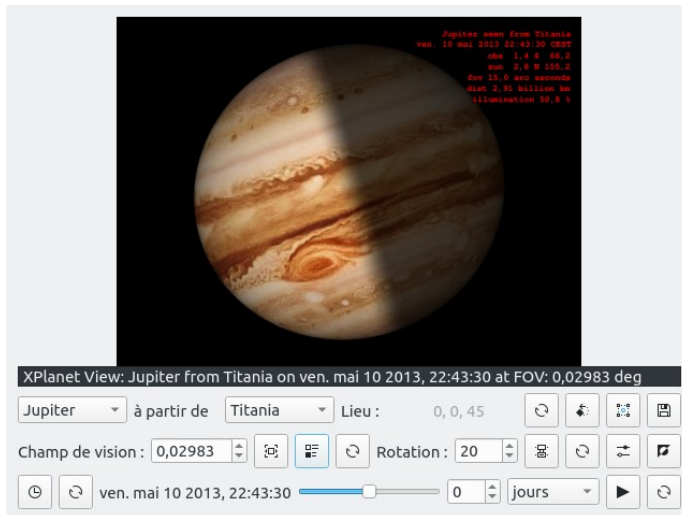 Jupiter seen from Titania
ven. 10 mai 2013 22:43:30 CEST
obs 1,4 S 66,2
sun 2,8 N 155,2
fov 15,0 arc seconds
dist 2,91 billion km
illumination 50,6 %
XPlanet View: Jupiter from Titania on ven. mai 10 2013, 22:43:30 at FOV: 0,02983 deg
Jupiter à partir de Titania Lieu : 0, 0, 45
Champ de vision : 0,02983 Rotation : 20
ven. mai 10 2013, 22:43:30 0 jours